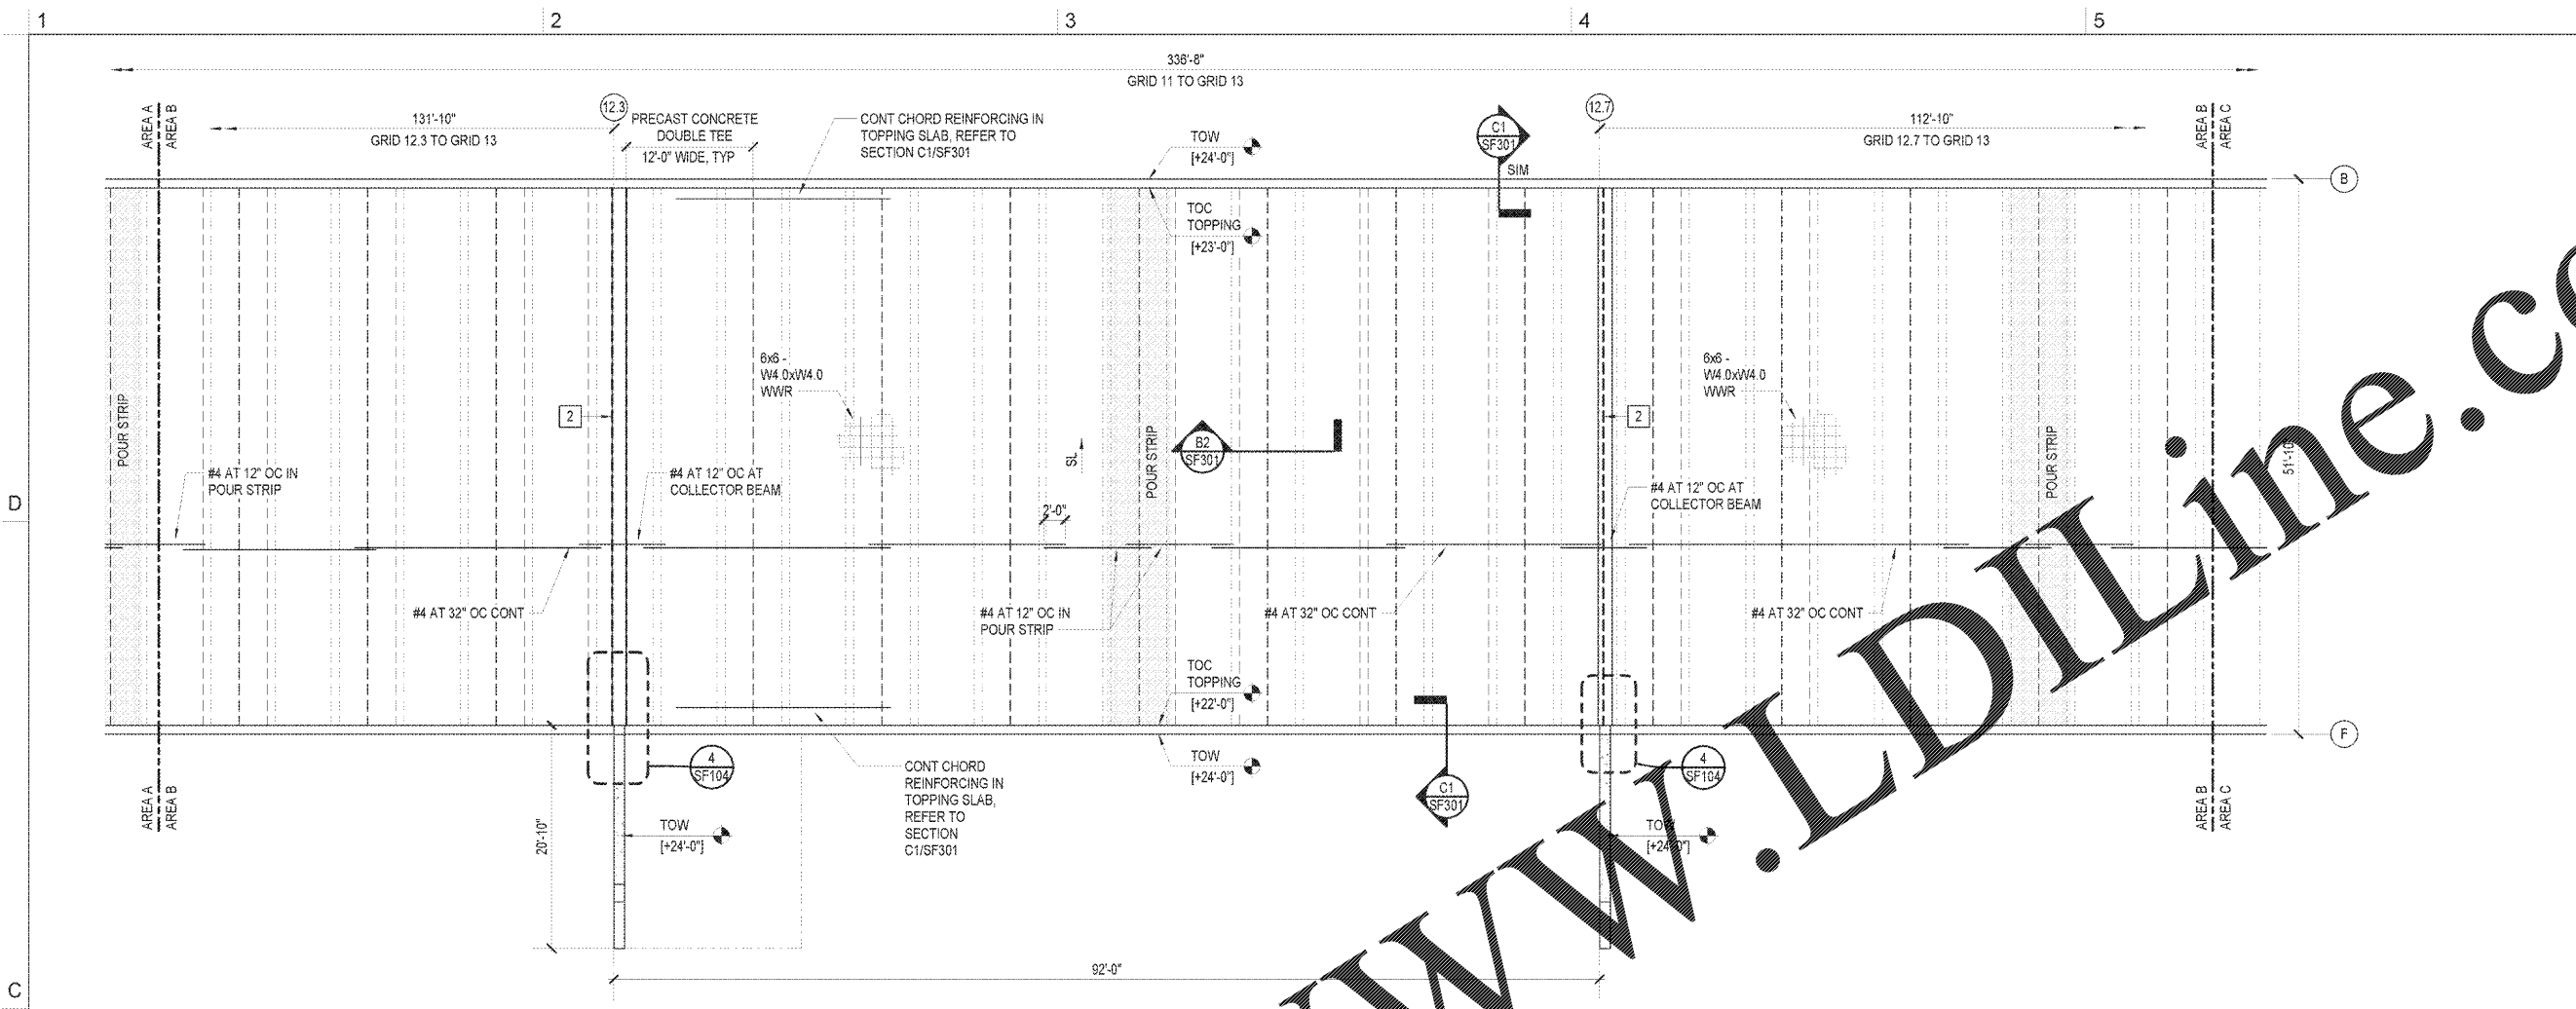 1
2
3
4
5
336'-8"
GRID 11 TO GRID 13
AREA A
AREA B
131'-10"
GRID 12.3 TO GRID 13
12.3
PRECAST CONCRETE
DOUBLE TEE
12'-0" WIDE, TYP
CONT CHORD REINFORCING IN
TOPPING SLAB, REFER TO
SECTION C1/SF301
TOW
[+24'-0"]
C1
SF301
SIM
12.7
112'-10"
GRID 12.7 TO GRID 13
AREA B
AREA C
B
TOC
TOPPING
[+23'-0"]
6x6 -
W4.0xW4.0
WWR
6x6 -
W4.0xW4.0
WWR
POUR STRIP
2
SL
POUR STRIP
B2
SF301
2
POUR STRIP
51'-10"
#4 AT 12" OC IN
POUR STRIP
#4 AT 12" OC AT
COLLECTOR BEAM
#4 AT 12" OC AT
COLLECTOR BEAM
D
2'-0"
#4 AT 32" OC CONT
#4 AT 12" OC IN
POUR STRIP
#4 AT 32" OC CONT
#4 AT 32" OC CONT
TOC
TOPPING
[+22'-0"]
F
4
SF104
CONT CHORD
REINFORCING IN
TOPPING SLAB,
REFER TO
SECTION
C1/SF301
TOW
[+24'-0"]
C1
SF301
4
SF104
AREA A
AREA B
20'-10"
TOW
[+24'-0"]
TOW
[+24'-0"]
AREA B
AREA C
92'-0"
C